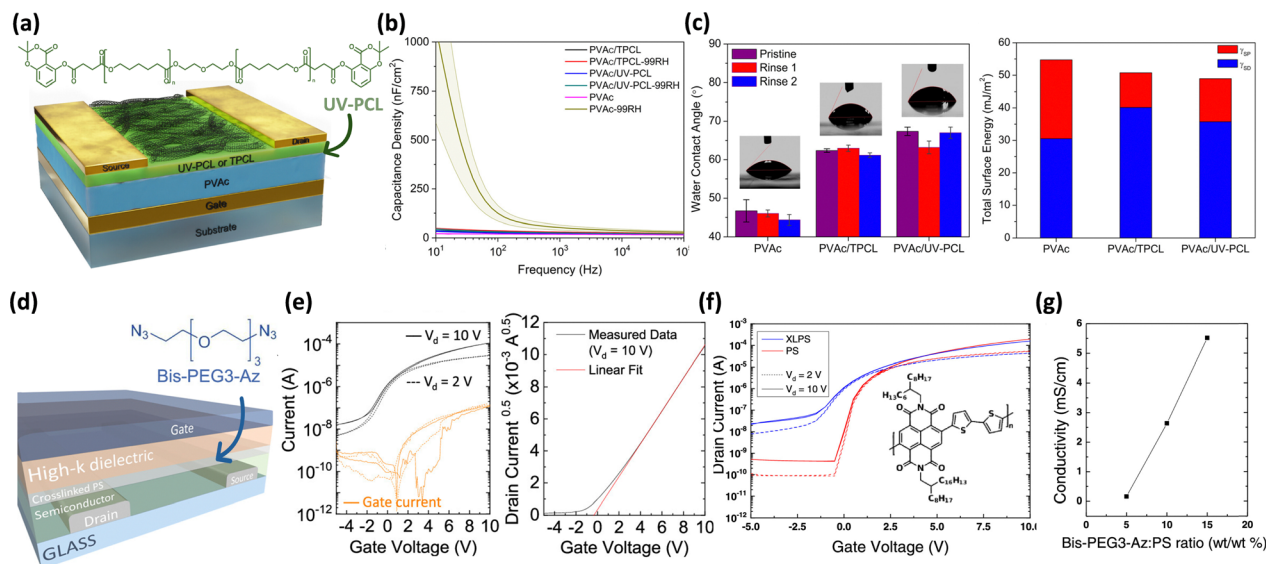 (a)
UV-PCL
Source
Drain
UV-PCL or TPCL
PVAc
Gate
Substrate
(b)
Capacitance Density (nF/cm²)
1000
750
500
250
0
PVAc/TPCL
PVAc/TPCL-99RH
PVAc/UV-PCL
PVAc/UV-PCL-99RH
PVAc
PVAc-99RH
10¹ 10² 10³ 10⁴ 10⁵
Frequency (Hz)
(c)
Water Contact Angle (°)
90
80
70
60
50
40
Pristine
Rinse 1
Rinse 2
PVAc PVAc/TPCL PVAc/UV-PCL
Total Surface Energy (mJ/m²)
60
50
40
30
20
10
0
γSP
γSD
PVAc PVAc/TPCL PVAc/UV-PCL
(d)
N₃ O N₃
3
Bis-PEG3-Az
Gate
High-k dielectric
Crosslinked PS
Semiconductor
Source
Drain
GLASS
(e)
Current (A)
10⁻⁴
10⁻⁶
10⁻⁸
10⁻¹⁰
10⁻¹²
V_d = 10 V
V_d = 2 V
Gate current
-4 -2 0 2 4 6 8 10
Gate Voltage (V)
Drain Current^0.5 (x10⁻³ A^0.5)
12
11
10
9
8
7
6
5
4
3
2
1
0
Measured Data
(V_d = 10 V)
Linear Fit
-4 -2 0 2 4 6 8 10
Gate Voltage (V)
(f)
Drain Current (A)
10⁻³
10⁻⁴
10⁻⁵
10⁻⁶
10⁻⁷
10⁻⁸
10⁻⁹
10⁻¹⁰
10⁻¹¹
10⁻¹²
XLPS
PS
V_d = 2 V
V_d = 10 V
C₈H17
H13C₆
O N O
S
S
n
O N O
C16H13
C₈H17
-5.0 -2.5 0.0 2.5 5.0 7.5
Gate Voltage (V)
(g)
Conductivity (mS/cm)
6
5
4
3
2
1
0
0 5 10 15 20
Bis-PEG3-Az:PS ratio (wt/wt %)